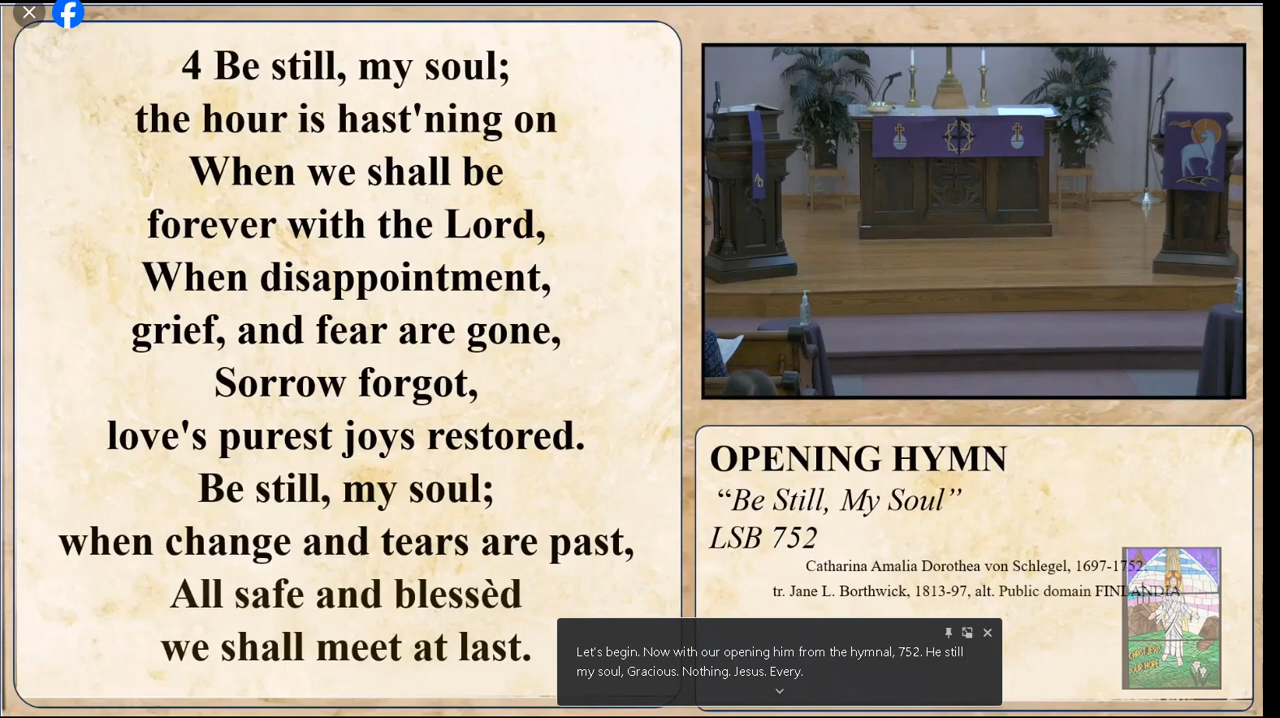 4 Be still, my soul;
the hour is hast'ning on
When we shall be
forever with the Lord,
When disappointment,
grief, and fear are gone,
Sorrow forgot,
love's purest joys restored.
Be still, my soul;
when change and tears are past,
All safe and blessèd
we shall meet at last.
OPENING HYMN
“Be Still, My Soul”
LSB 752
Catharina Amalia Dorothea von Schlegel, 1697-1752
tr. Jane L. Borthwick, 1813-97, alt. Public domain FINLANDIA
CHRIST JESUS
OUR HOPE
Let's begin. Now with our opening him from the hymnal, 752. He still
my soul, Gracious. Nothing. Jesus. Every.